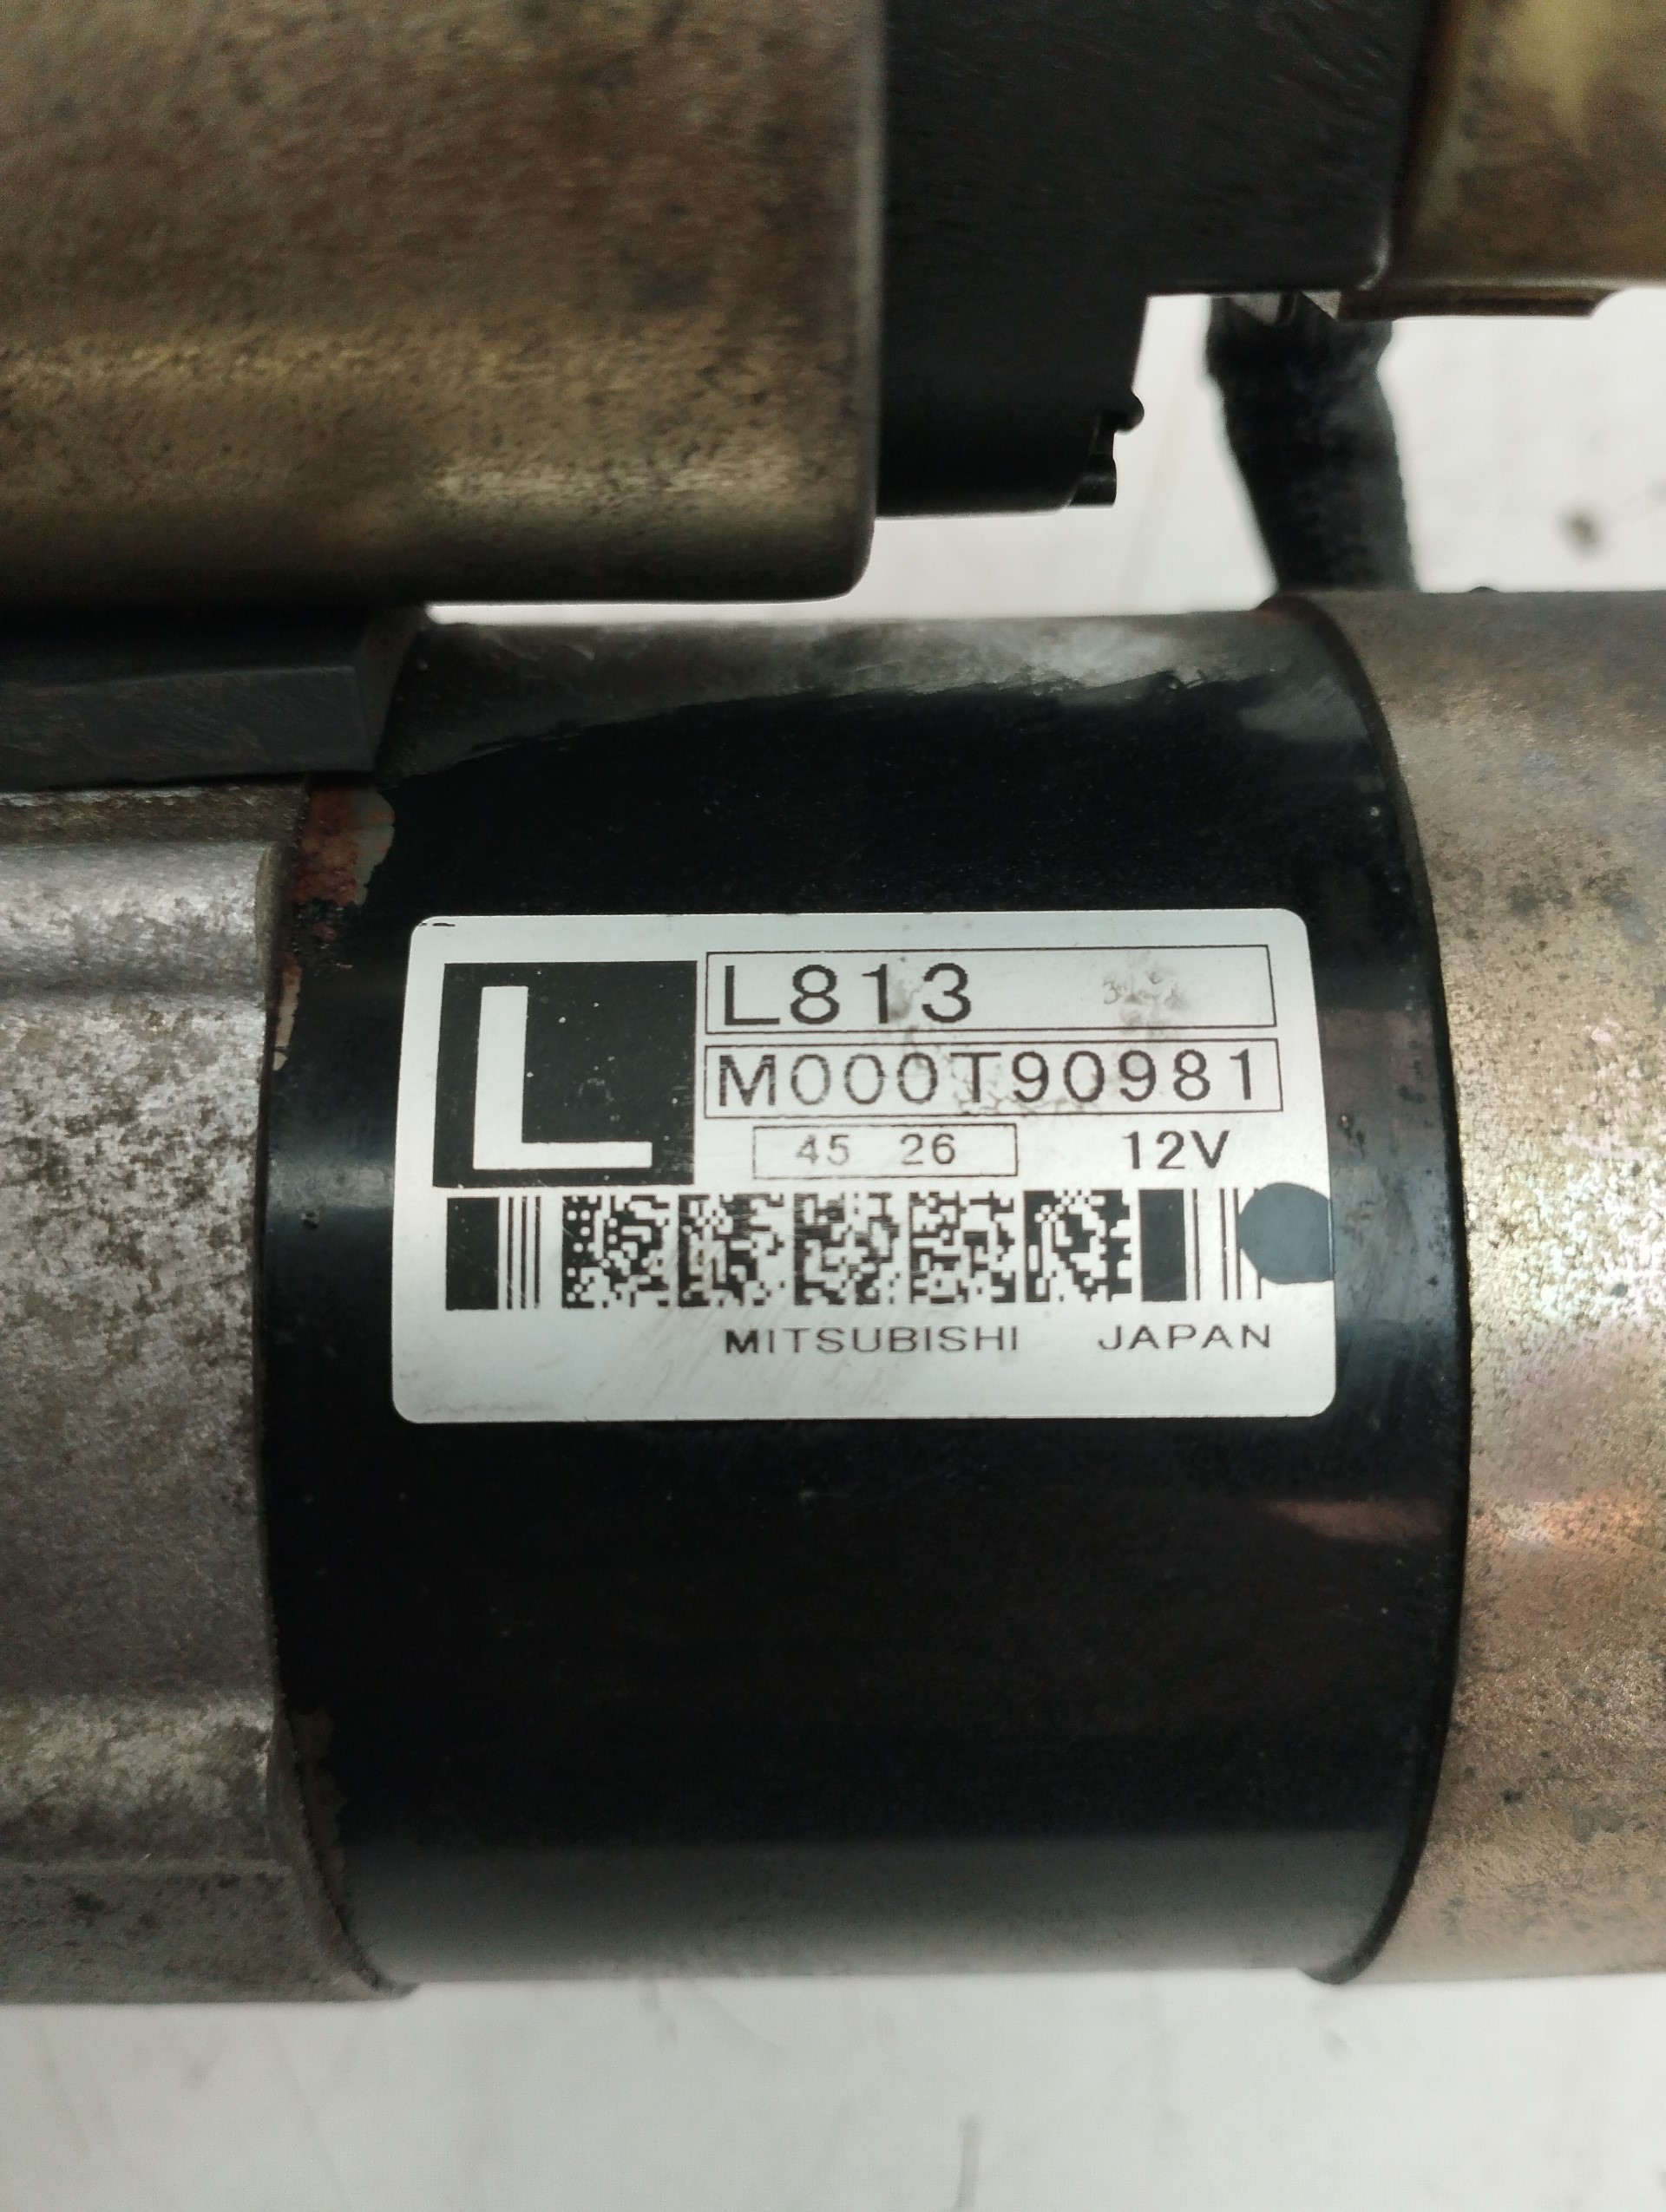 L
L813
M000T90981
45 26 12V
MITSUBISHI JAPAN